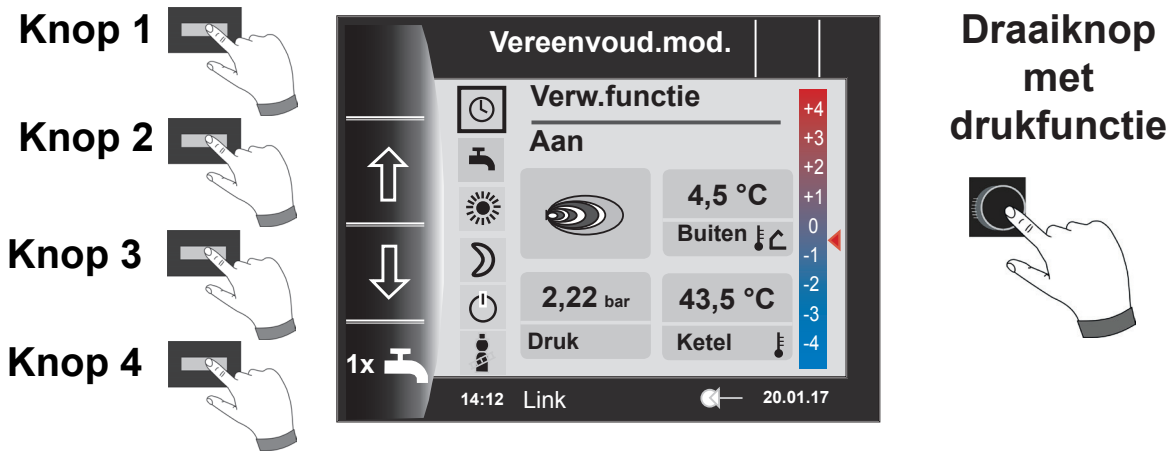 Knop 1
Knop 2
Knop 3
Knop 4
Vereenvoud.mod.
Verw.functie
Aan
4,5 °C
Buiten
2,22 bar
Druk
43,5 °C
Ketel
+4
+3
+2
+1
0
-1
-2
-3
-4
1x
14:12 Link 20.01.17
Draaiknop
met
drukfunctie